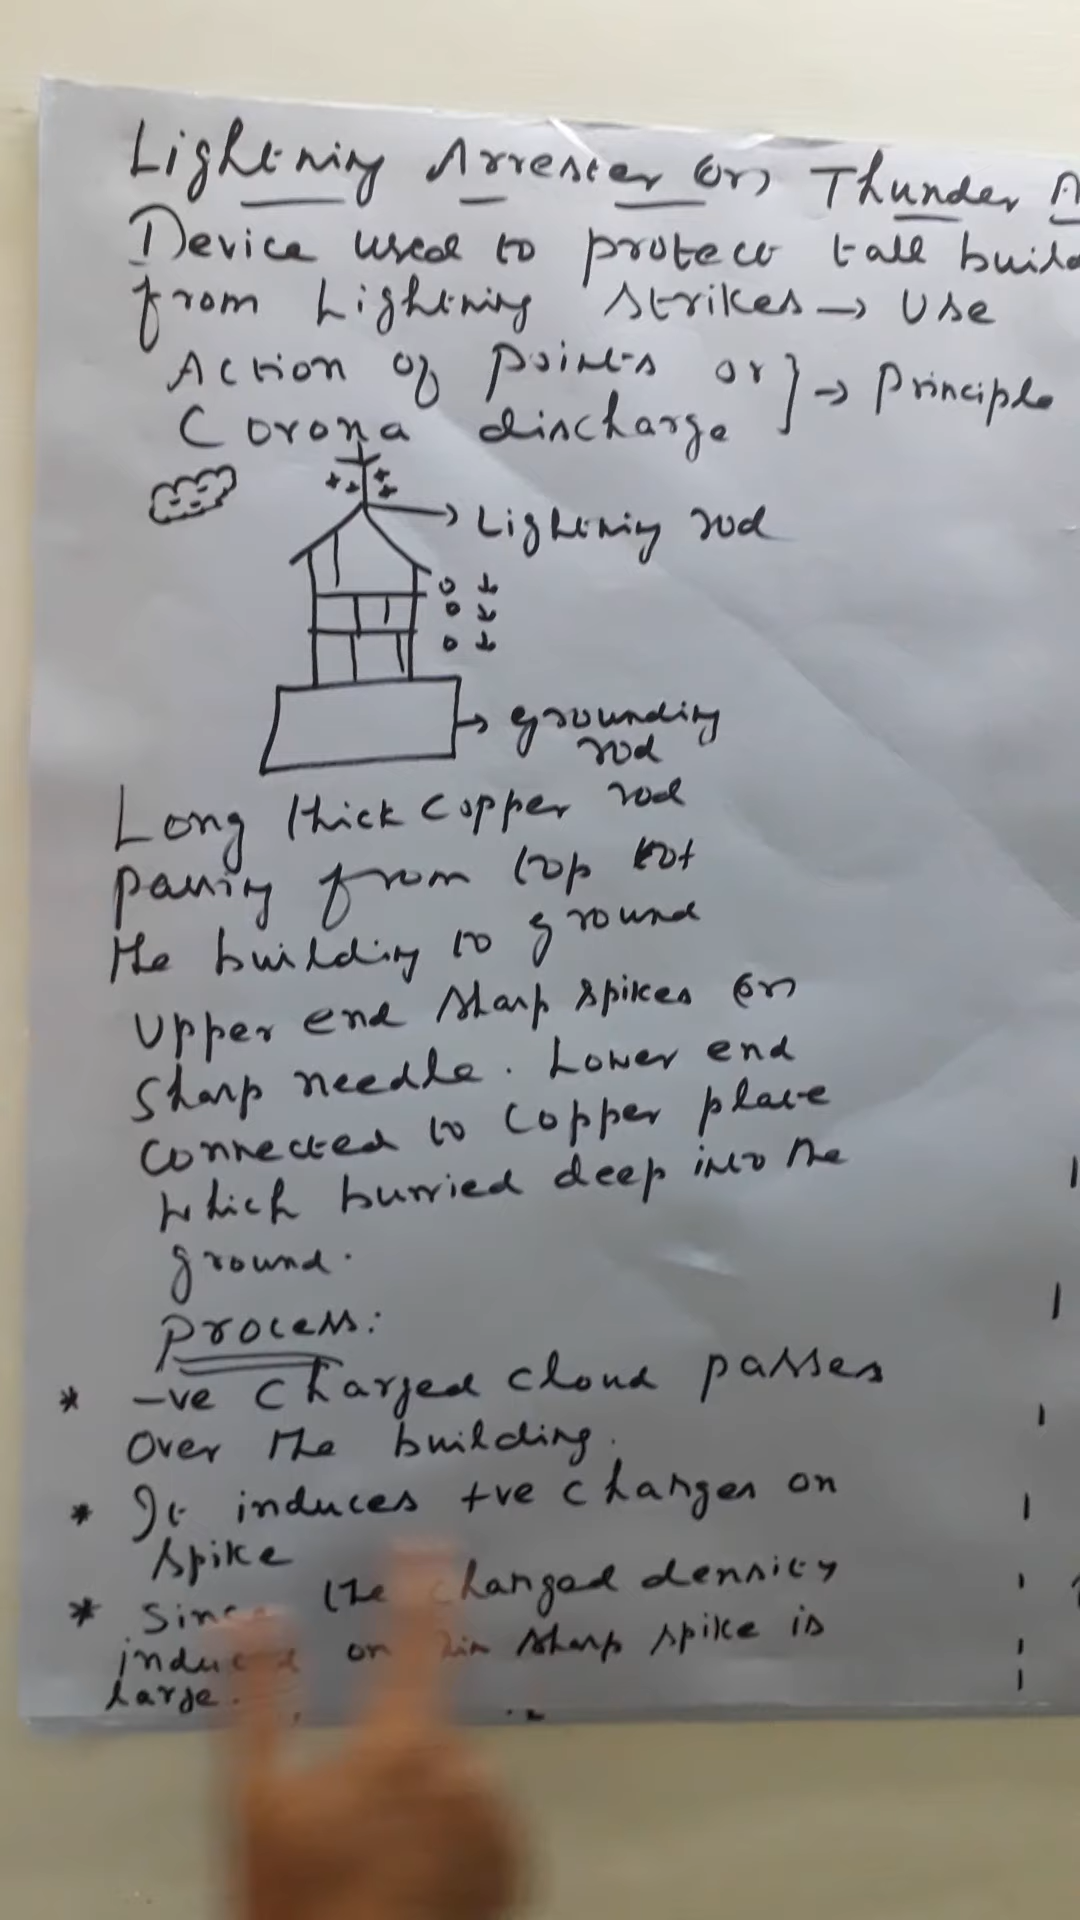 Lightning Arrester (or) Thunder A
Device used to protect tall build
from Lightning strikes → Use
Action of points or } → Principle
Corona discharge
→ Lightning rod
→ grounding
rod
Long thick copper rod
passing from top
the building to ground
Upper end sharp spikes (or)
Sharp needle. Lower end
connected to copper plate
which burried deep into the
ground.
Process:
* -ve charged cloud passes
over the building.
* It induces +ve charges on
spike
* Since the charged density
induced on sharp spike is
large.